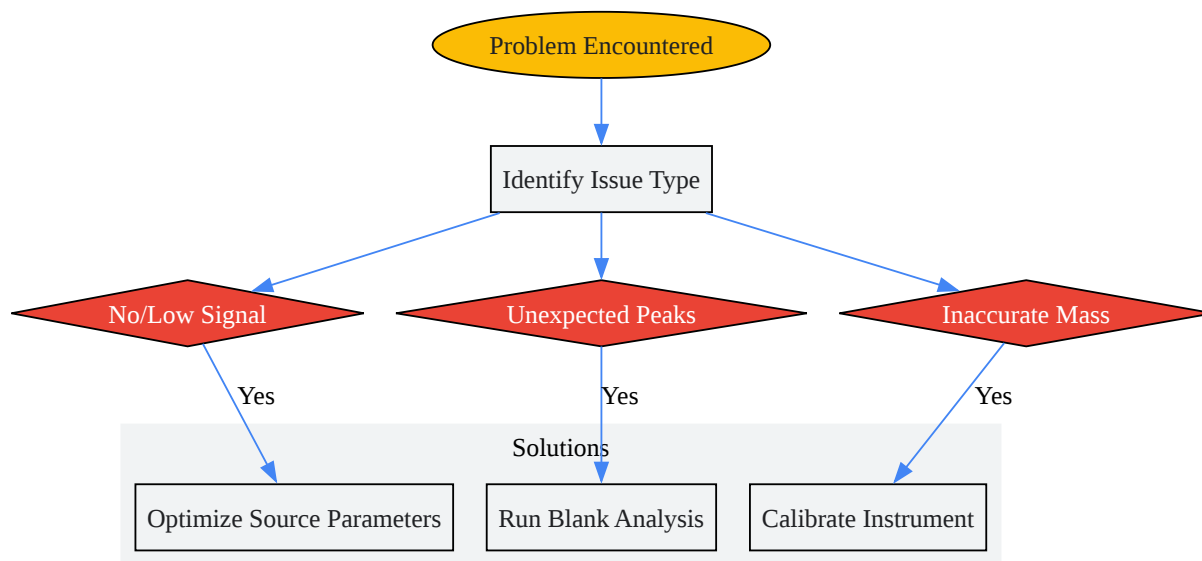 Problem Encountered
Identify Issue Type
No/Low Signal
Unexpected Peaks
Inaccurate Mass
Yes
Yes
Yes
Solutions
Optimize Source Parameters
Run Blank Analysis
Calibrate Instrument